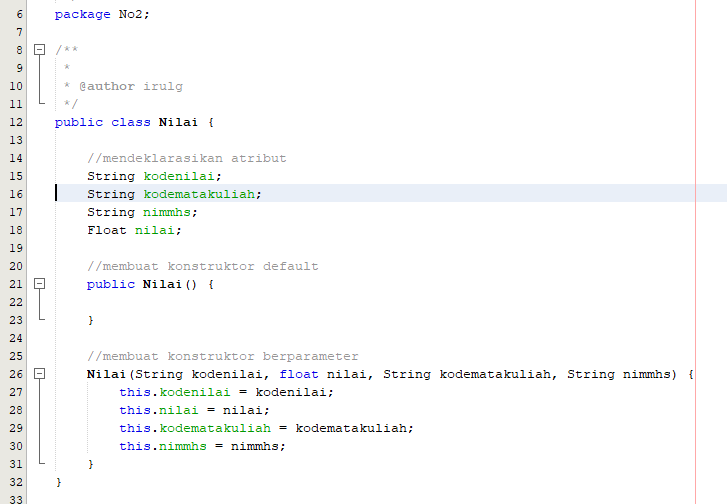 6 package No2;
7
8 /**
9 *
10 * @author irulg
11 */
12 public class Nilai {
13
14 //mendeklarasikan atribut
15 String kodenilai;
16 String kodematakuliah;
17 String nimmhs;
18 Float nilai;
19
20 //membuat konstruktor default
21 public Nilai() {
22
23 }
24
25 //membuat konstruktor berparameter
26 Nilai(String kodenilai, float nilai, String kodematakuliah, String nimmhs) {
27 this.kodenilai = kodenilai;
28 this.nilai = nilai;
29 this.kodematakuliah = kodematakuliah;
30 this.nimmhs = nimmhs;
31 }
32 }
33